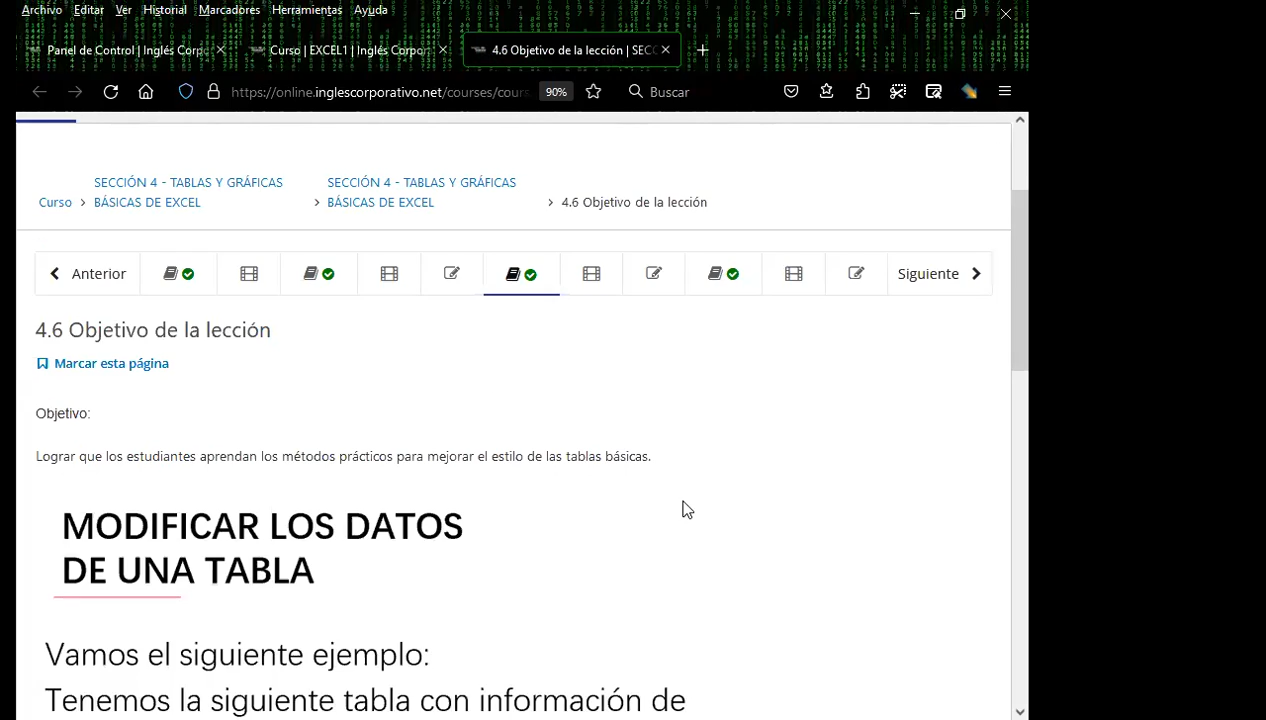 Archivo Editar Ver Historial Marcadores Herramientas Ayuda
Panel de Control | Inglés Corp
Curso | EXCEL1 | Inglés Corpor
4.6 Objetivo de la lección | SECC
https://online.inglescorporativo.net/courses/cours
90%
Buscar
SECCIÓN 4 - TABLAS Y GRÁFICAS
SECCIÓN 4 - TABLAS Y GRÁFICAS
Curso > BÁSICAS DE EXCEL > BÁSICAS DE EXCEL > 4.6 Objetivo de la lección
Anterior
Siguiente
4.6 Objetivo de la lección
Marcar esta página
Objetivo:
Lograr que los estudiantes aprendan los métodos prácticos para mejorar el estilo de las tablas básicas.
MODIFICAR LOS DATOS
DE UNA TABLA
Vamos el siguiente ejemplo:
Tenemos la siguiente tabla con información de